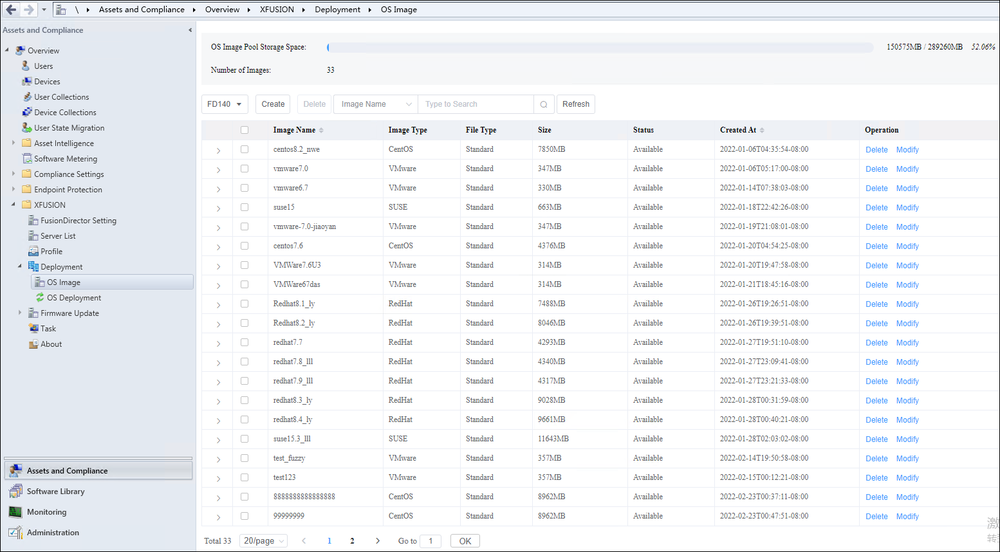 \ Assets and Compliance Overview XFUSION Deployment OS Image
Assets and Compliance
Overview
Users
Devices
User Collections
Device Collections
User State Migration
Asset Intelligence
Software Metering
Compliance Settings
Endpoint Protection
XFUSION
FusionDirector Setting
Server List
Profile
Deployment
OS Image
OS Deployment
Firmware Update
Task
About
Assets and Compliance
Software Library
Monitoring
Administration
OS Image Pool Storage Space: 150575MB / 289260MB 52.06%
Number of Images: 33
FD140 Create Delete Image Name Type to Search Refresh
Image Name Image Type File Type Size Status Created At Operation
centos8.2_nwe CentOS Standard 7850MB Available 2022-01-06T04:35:54-08:00 Delete Modify
vmware7.0 VMware Standard 347MB Available 2022-01-06T05:17:00-08:00 Delete Modify
vmware6.7 VMware Standard 330MB Available 2022-01-14T07:38:03-08:00 Delete Modify
suse15 SUSE Standard 663MB Available 2022-01-18T22:42:26-08:00 Delete Modify
vmware-7.0-jiaoyan VMware Standard 347MB Available 2022-01-19T21:08:01-08:00 Delete Modify
centos7.6 CentOS Standard 4376MB Available 2022-01-20T04:54:25-08:00 Delete Modify
VMWare7.6U3 VMware Standard 314MB Available 2022-01-20T19:47:58-08:00 Delete Modify
VMWare67das VMware Standard 314MB Available 2022-01-21T18:45:16-08:00 Delete Modify
Redhat8.1_ly RedHat Standard 7488MB Available 2022-01-26T19:26:51-08:00 Delete Modify
Redhat8.2_ly RedHat Standard 8046MB Available 2022-01-26T19:39:51-08:00 Delete Modify
redhat7.7 RedHat Standard 4293MB Available 2022-01-27T19:51:10-08:00 Delete Modify
redhat7.8_lll RedHat Standard 4340MB Available 2022-01-27T23:09:41-08:00 Delete Modify
redhat7.9_lll RedHat Standard 4317MB Available 2022-01-27T23:21:33-08:00 Delete Modify
redhat8.3_ly RedHat Standard 9028MB Available 2022-01-28T00:31:59-08:00 Delete Modify
redhat8.4_ly RedHat Standard 9661MB Available 2022-01-28T00:40:21-08:00 Delete Modify
suse15.3_lll SUSE Standard 11643MB Available 2022-01-28T02:03:02-08:00 Delete Modify
test_fuzzy VMware Standard 357MB Available 2022-02-14T19:50:58-08:00 Delete Modify
test123 VMware Standard 357MB Available 2022-02-15T00:12:21-08:00 Delete Modify
8888888888888888 CentOS Standard 8962MB Available 2022-02-23T00:37:11-08:00 Delete Modify
99999999 CentOS Standard 8962MB Available 2022-02-23T00:47:51-08:00 Delete Modify
Total 33 20/page 1 2 Go to 1 OK